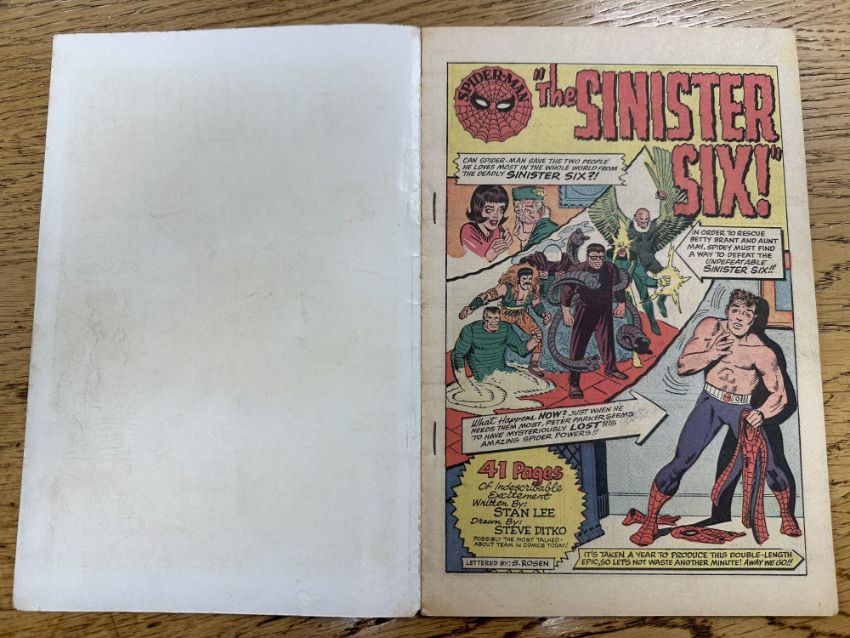 SPIDER-MAN
"The SINISTER
SIX!"
CAN SPIDER-MAN SAVE THE TWO PEOPLE
HE LOVES MOST IN THE WHOLE WORLD FROM
THE DEADLY SINISTER SIX?!
IN ORDER TO RESCUE
BETTY BRANT AND AUNT
MAY, SPIDEY MUST FIND
A WAY TO DEFEAT THE
UNDEFEATABLE
SINISTER SIX!!
What Happens NOW? JUST WHEN HE
NEEDS THEM MOST, PETER PARKER SEEMS
TO HAVE MYSTERIOUSLY LOST HIS
AMAZING SPIDER POWERS!!
41 Pages
Of Indescribable
Excitement
Written By:
STAN LEE
Drawn By:
STEVE DITKO
POSSIBLY THE MOST TALKED-
ABOUT TEAM IN COMICS TODAY!
LETTERED BY: S. ROSEN
IT'S TAKEN A YEAR TO PRODUCE THIS DOUBLE-LENGTH
EPIC, SO LET'S NOT WASTE ANOTHER MINUTE! AWAY WE GO!!